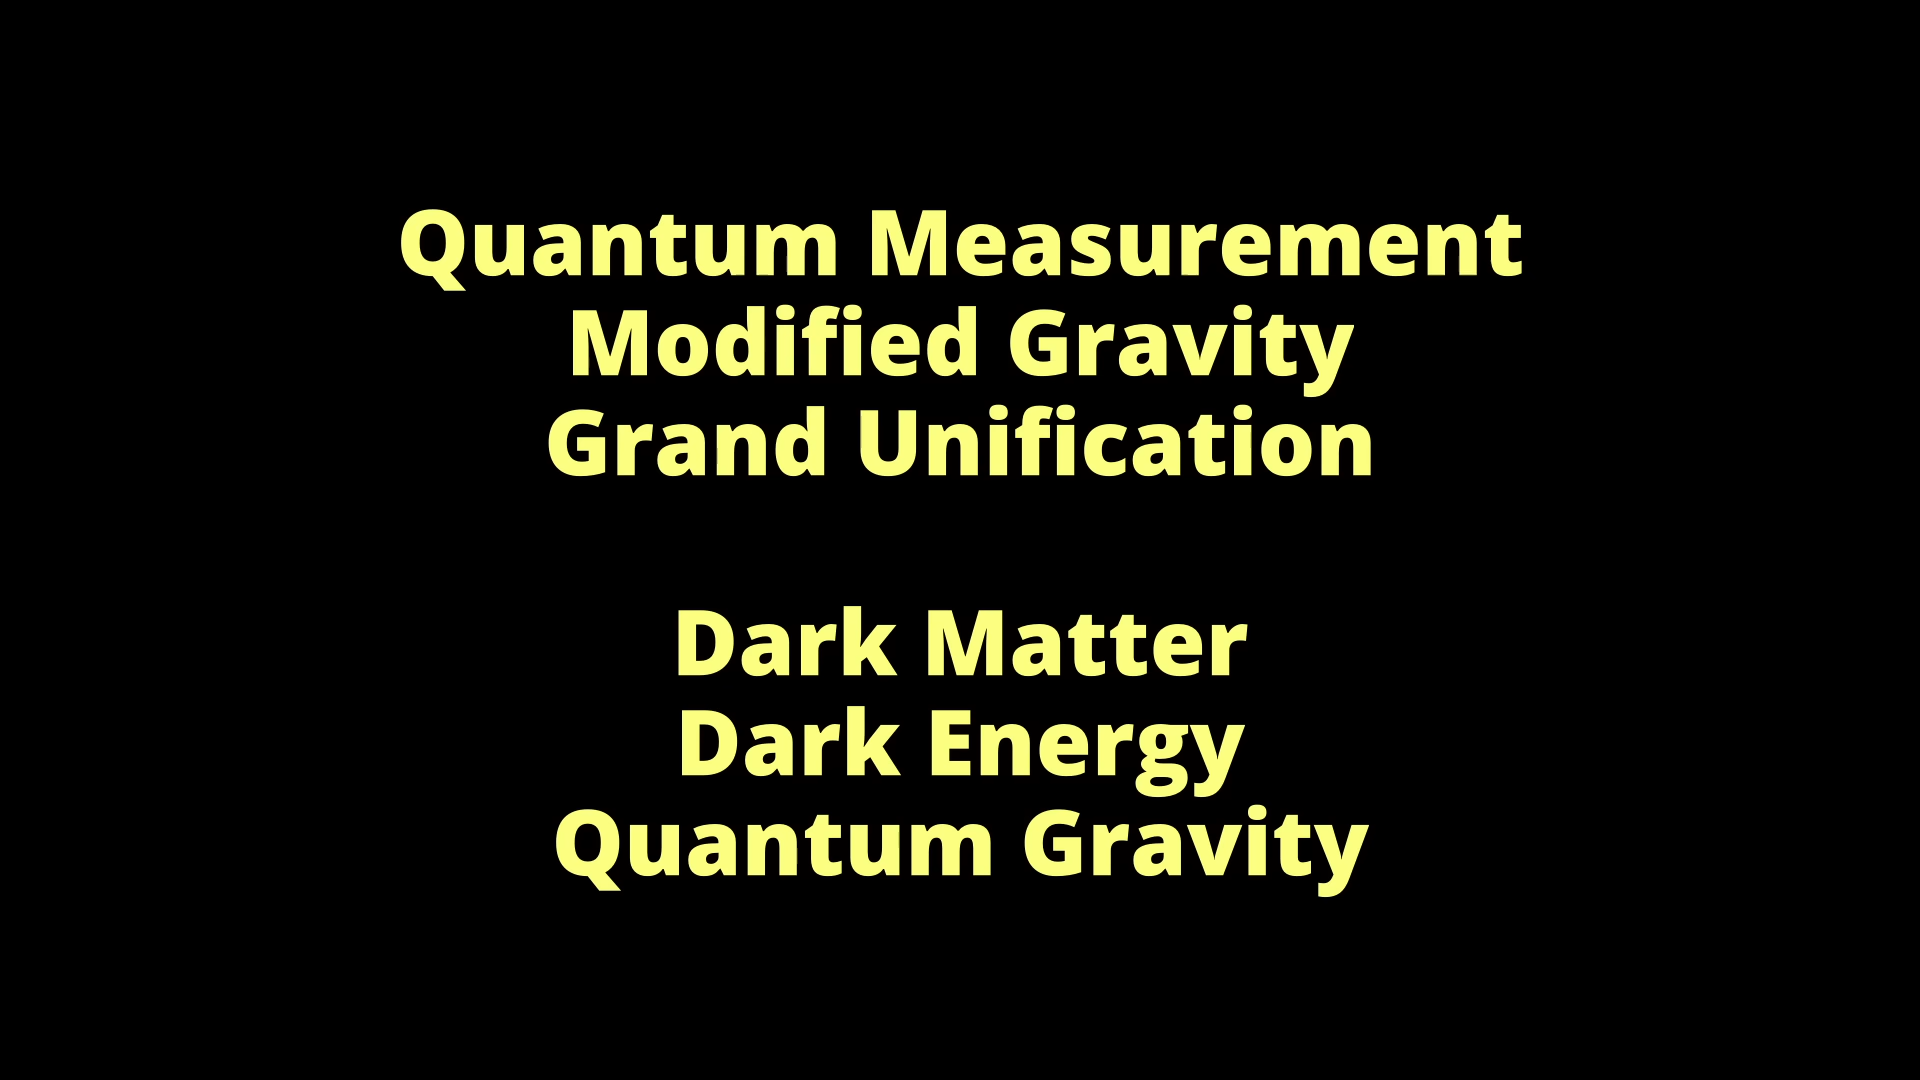 Quantum Measurement
Modified Gravity
Grand Unification
Dark Matter
Dark Energy
Quantum Gravity